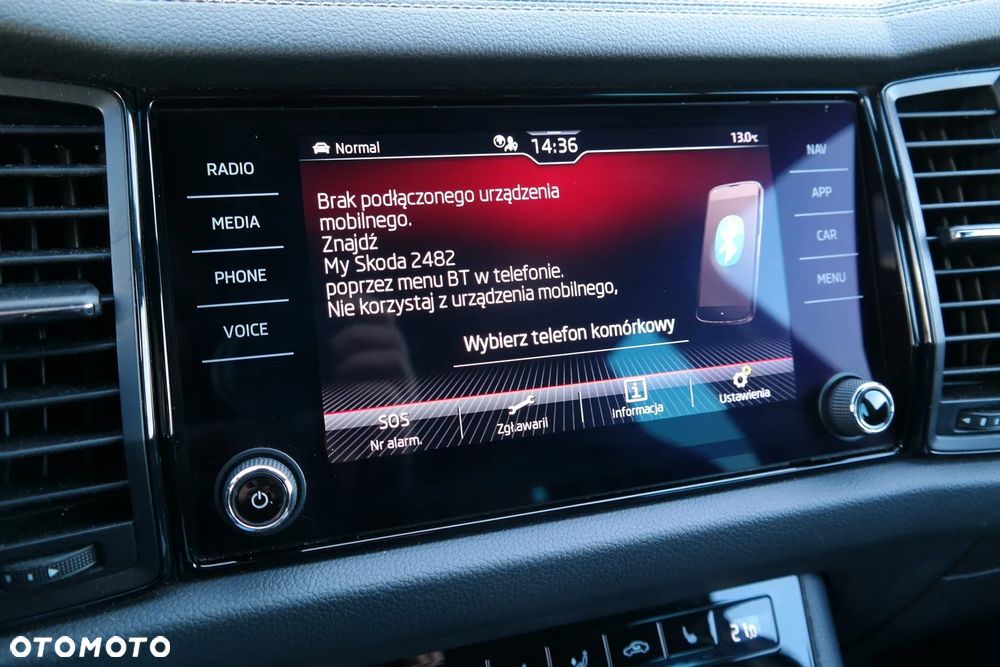 Normal
14:36
13.0°C
RADIO
MEDIA
PHONE
VOICE
NAV
APP
CAR
MENU
Brak podłączonego urządzenia
mobilnego.
Znajdź
My Skoda 2482
poprzez menu BT w telefonie.
Nie korzystaj z urządzenia mobilnego,
Wybierz telefon komórkowy
SOS
Nr alarm.
Zgł.awarii
Informacja
Ustawienia
21.0
OTOMOTO